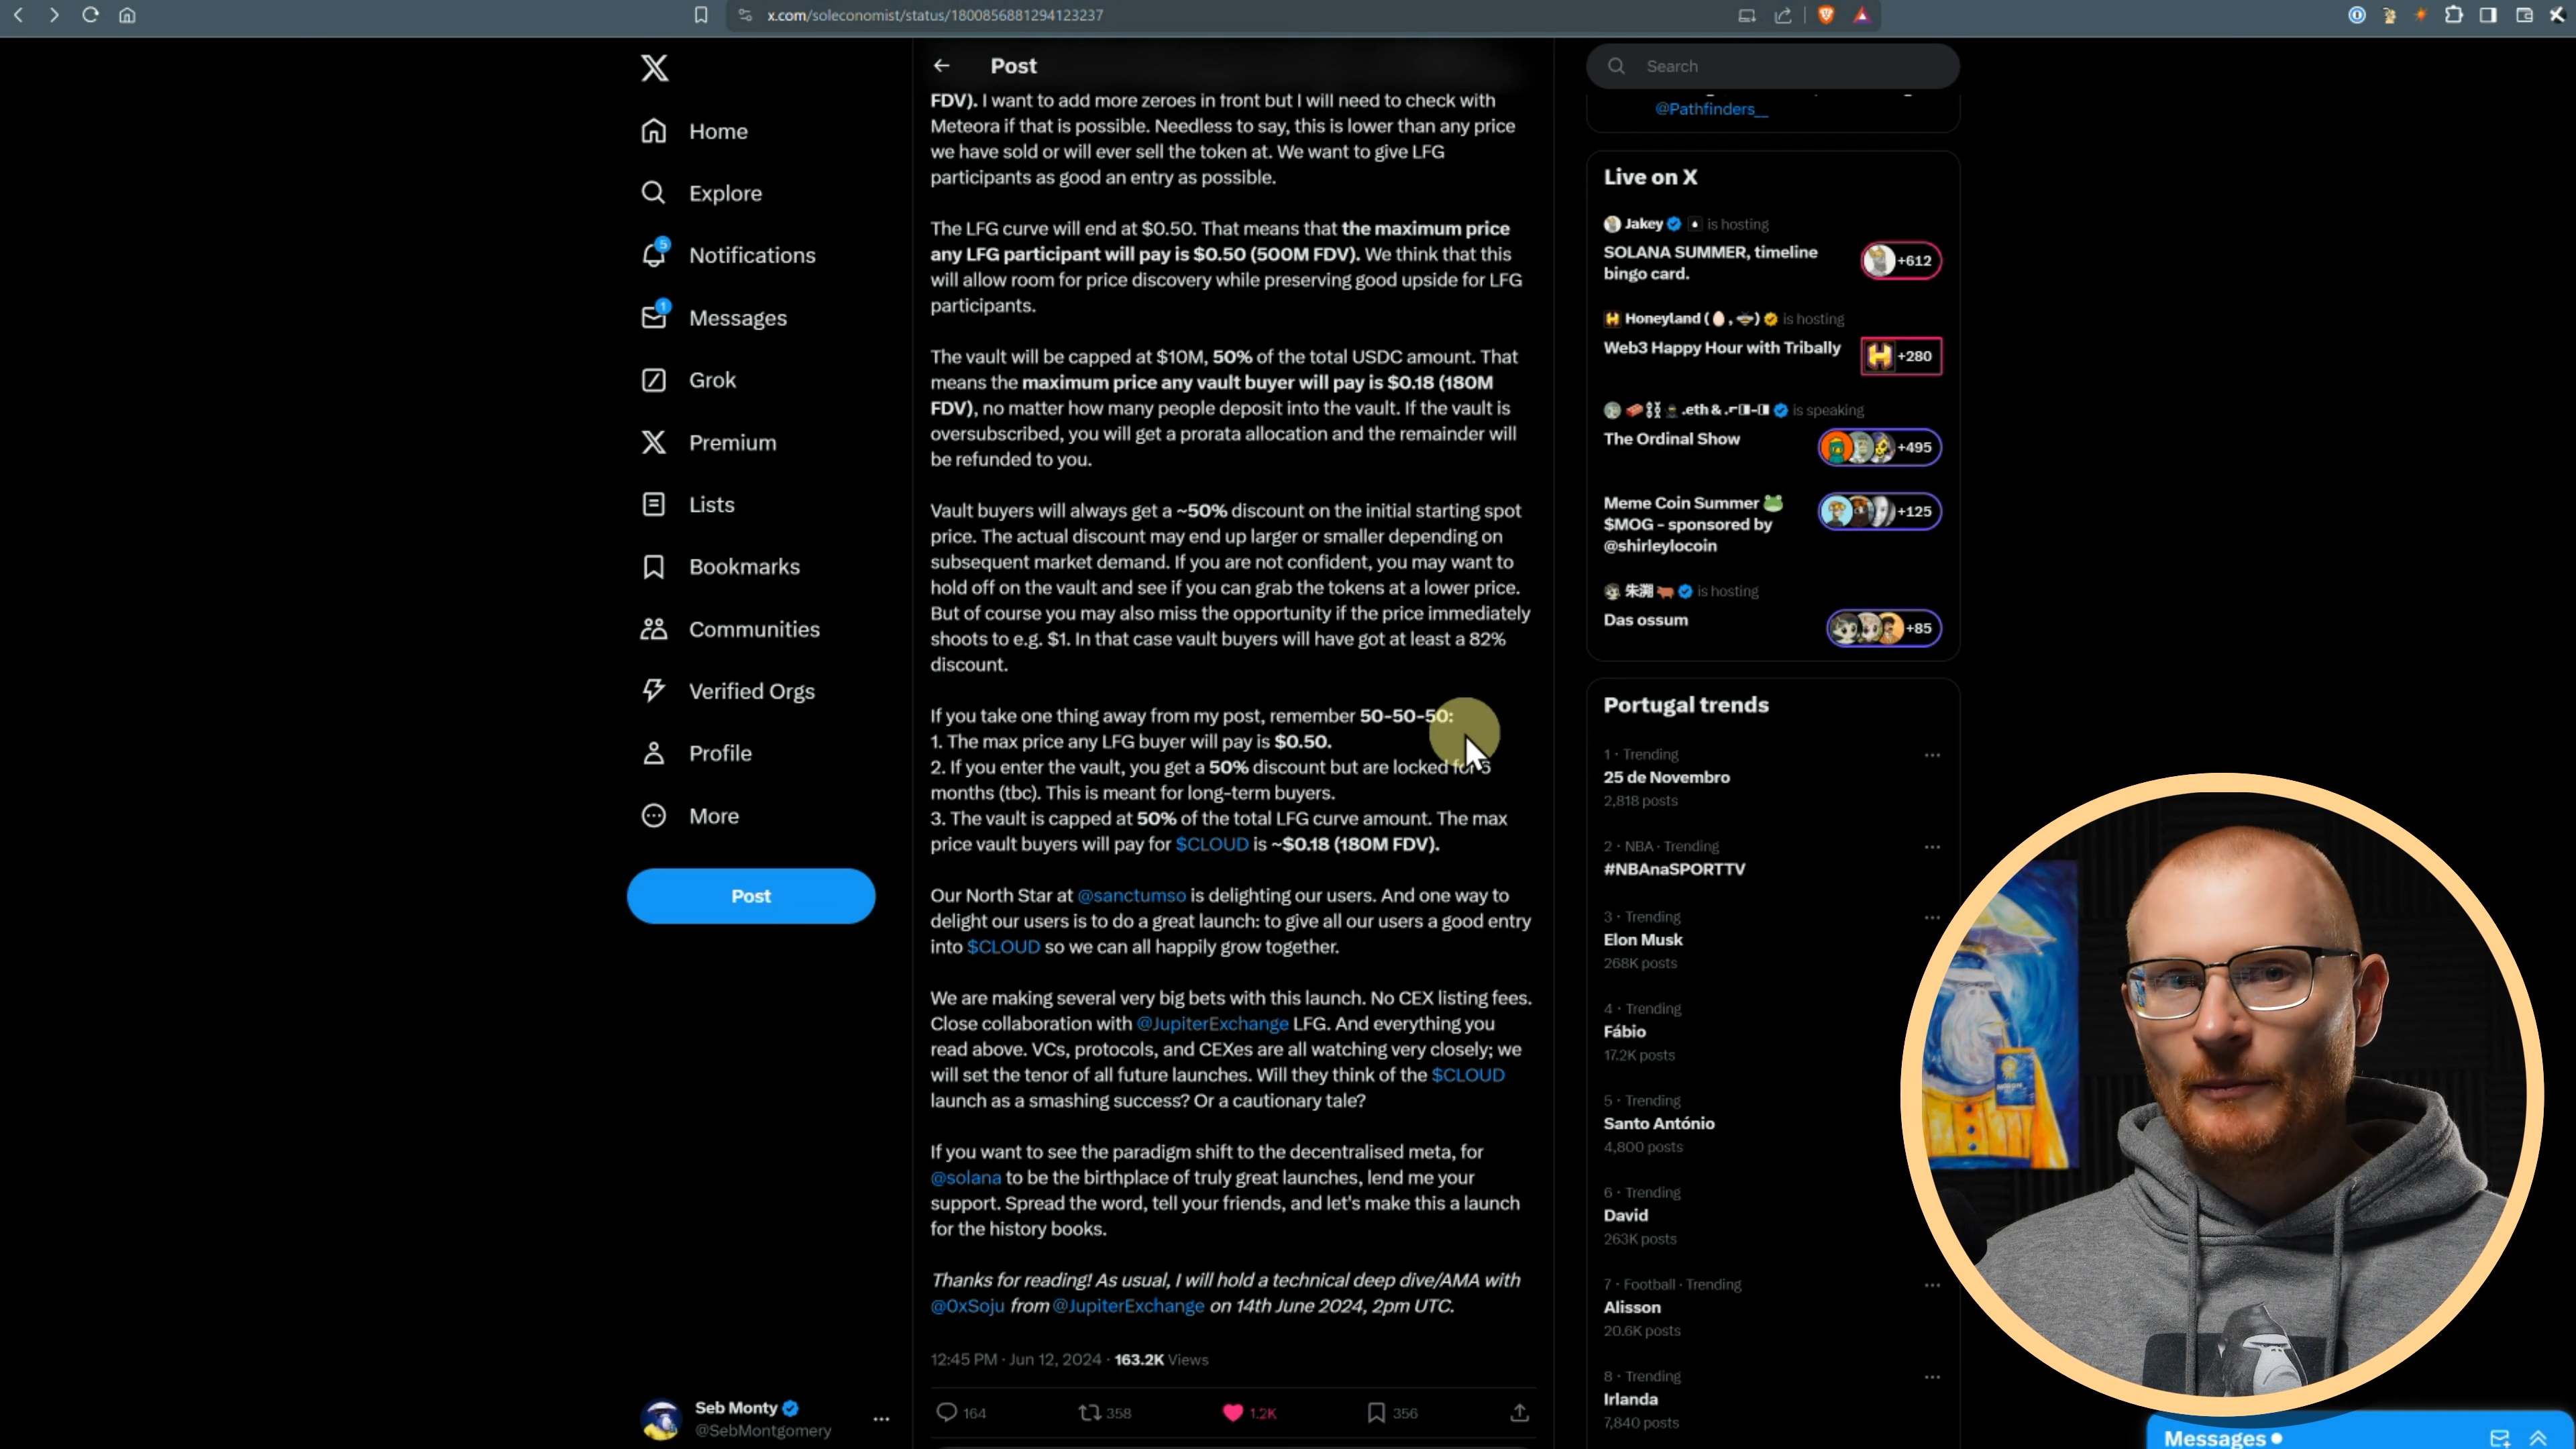 x.com/soleconomist/status/1800856881294123237
Home
Explore
5
Notifications
1
Messages
Grok
Premium
Lists
Bookmarks
Communities
Verified Orgs
Profile
More
Post
Seb Monty
@SebMontgomery
Post
FDV). I want to add more zeroes in front but I will need to check with
Meteora if that is possible. Needless to say, this is lower than any price
we have sold or will ever sell the token at. We want to give LFG
participants as good an entry as possible.
The LFG curve will end at $0.50. That means that the maximum price
any LFG participant will pay is $0.50 (500M FDV). We think that this
will allow room for price discovery while preserving good upside for LFG
participants.
The vault will be capped at $10M, 50% of the total USDC amount. That
means the maximum price any vault buyer will pay is $0.18 (180M
FDV), no matter how many people deposit into the vault. If the vault is
oversubscribed, you will get a prorata allocation and the remainder will
be refunded to you.
Vault buyers will always get a ~50% discount on the initial starting spot
price. The actual discount may end up larger or smaller depending on
subsequent market demand. If you are not confident, you may want to
hold off on the vault and see if you can grab the tokens at a lower price.
But of course you may also miss the opportunity if the price immediately
shoots to e.g. $1. In that case vault buyers will have got at least a 82%
discount.
If you take one thing away from my post, remember 50-50-50:
1. The max price any LFG buyer will pay is $0.50.
2. If you enter the vault, you get a 50% discount but are locked for 6
months (tbc). This is meant for long-term buyers.
3. The vault is capped at 50% of the total LFG curve amount. The max
price vault buyers will pay for $CLOUD is ~$0.18 (180M FDV).
Our North Star at @sanctumso is delighting our users. And one way to
delight our users is to do a great launch: to give all our users a good entry
into $CLOUD so we can all happily grow together.
We are making several very big bets with this launch. No CEX listing fees.
Close collaboration with @JupiterExchange LFG. And everything you
read above. VCs, protocols, and CEXes are all watching very closely; we
will set the tenor of all future launches. Will they think of the $CLOUD
launch as a smashing success? Or a cautionary tale?
If you want to see the paradigm shift to the decentralised meta, for
@solana to be the birthplace of truly great launches, lend me your
support. Spread the word, tell your friends, and let's make this a launch
for the history books.
Thanks for reading! As usual, I will hold a technical deep dive/AMA with
@0xSoju from @JupiterExchange on 14th June 2024, 2pm UTC.
12:45 PM · Jun 12, 2024 · 163.2K Views
164 358 1.2K 356
Search
@Pathfinders__
Live on X
Jakey is hosting
SOLANA SUMMER, timeline
bingo card.
+612
Honeyland (🥚, 🐝) is hosting
Web3 Happy Hour with Tribally
+280
is speaking
The Ordinal Show
+495
Meme Coin Summer 🐸
$MOG - sponsored by
@shirleylocoin
+125
朱溯 is hosting
Das ossum
+85
Portugal trends
1 · Trending
25 de Novembro
2,818 posts
2 · NBA · Trending
#NBAnaSPORTTV
3 · Trending
Elon Musk
268K posts
4 · Trending
Fábio
17.2K posts
5 · Trending
Santo António
4,800 posts
6 · Trending
David
263K posts
7 · Football · Trending
Alisson
20.6K posts
8 · Trending
Irlanda
7,840 posts
Messages